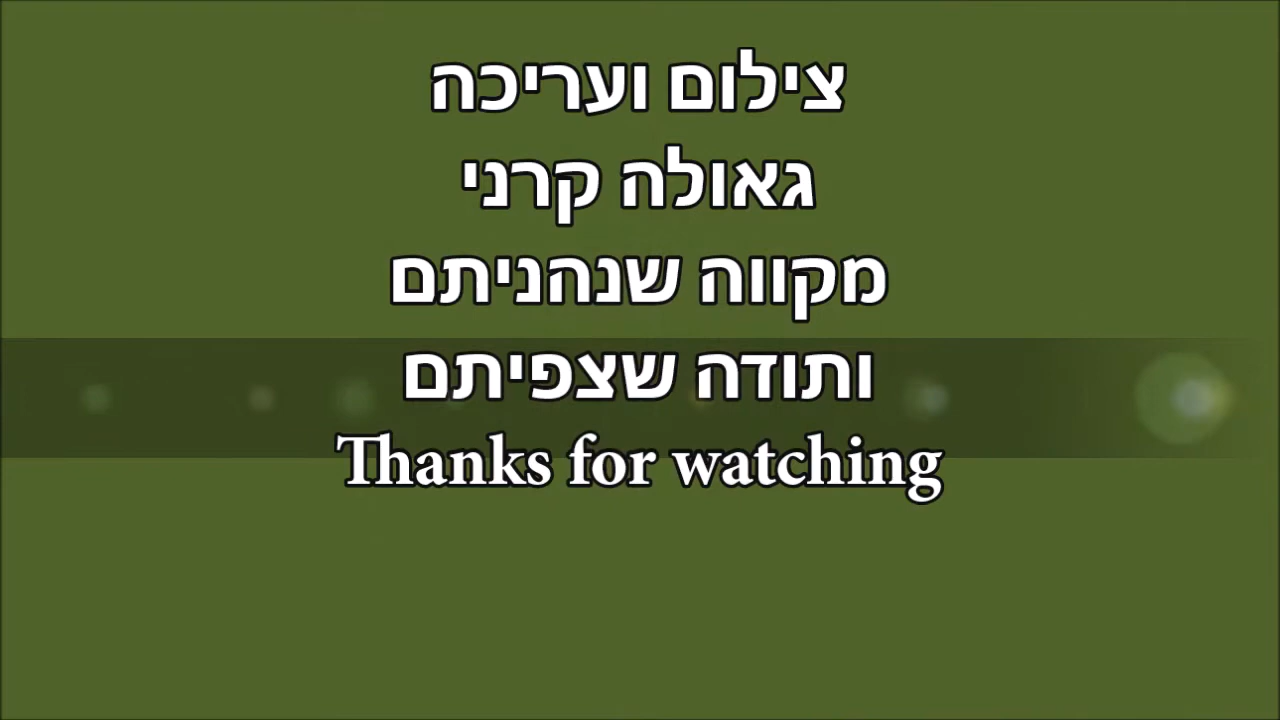 צילום ועריכה
גאולה קרני
מקווה שנהניתם
ותודה שצפיתם
Thanks for watching